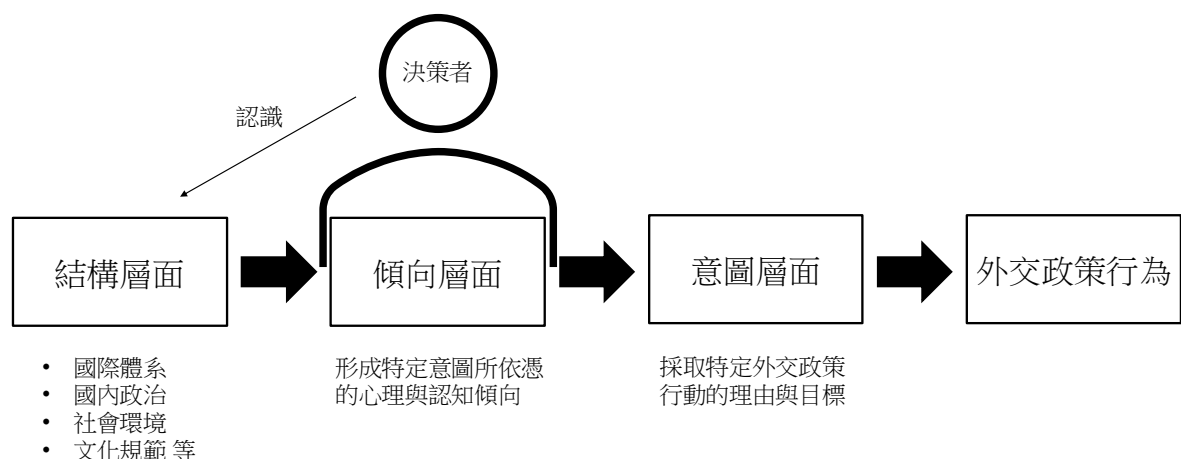 決策者
認識
結構層面
傾向層面
意圖層面
外交政策行為
• 國際體系
• 國內政治
• 社會環境
• 文化規範 等
形成特定意圖所依憑
的心理與認知傾向
採取特定外交政策
行動的理由與目標